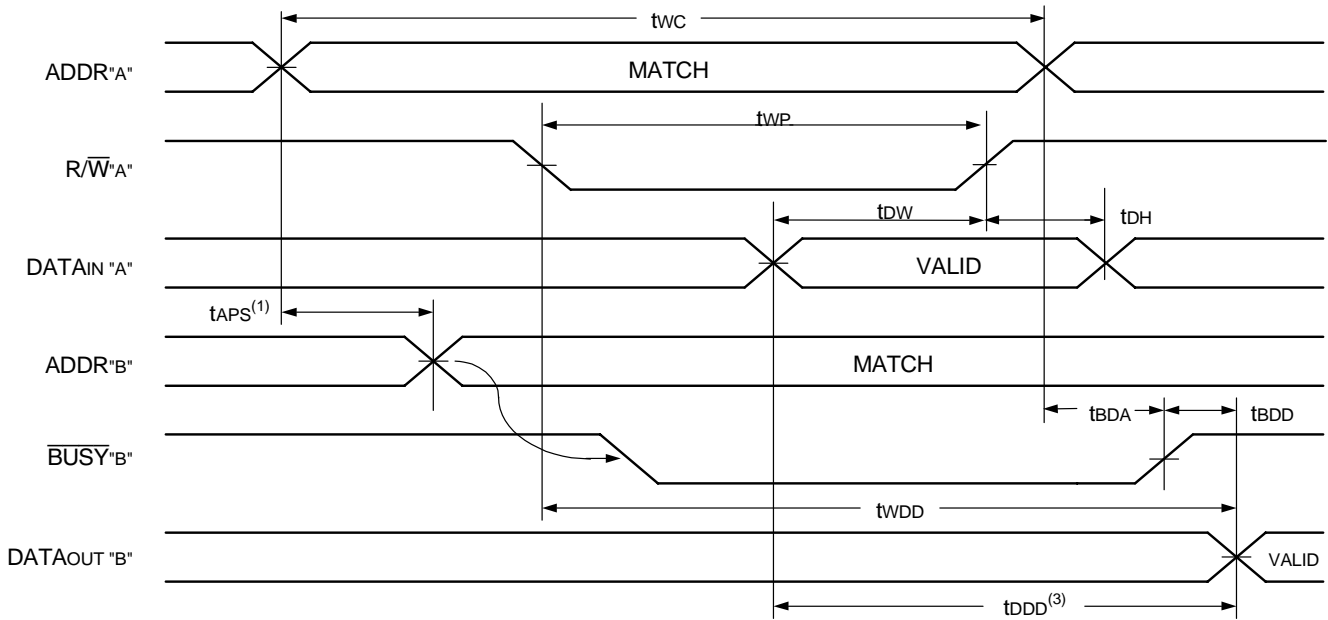 tWC
ADDR"A"
MATCH
tWP
R/W̅"A"
tDW
tDH
DATAIN "A"
VALID
tAPS(1)
ADDR"B"
MATCH
tBDA
tBDD
B̅U̅S̅Y̅"B"
tWDD
DATAOUT "B"
VALID
tDDD(3)